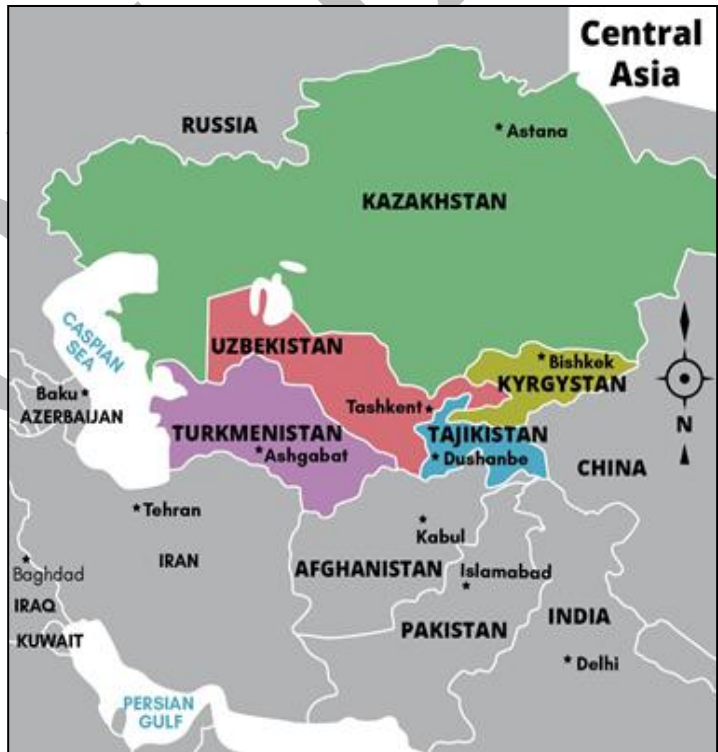 Central
Asia
RUSSIA
Astana
KAZAKHSTAN
CASPIAN
SEA
UZBEKISTAN
Bishkek
KYRGYSTAN
Baku
AZERBAIJAN
Tashkent
TURKMENISTAN
TAJIKISTAN
Ashgabat
Dushanbe
N
CHINA
Tehran
Kabul
IRAN
AFGHANISTAN
Islamabad
Baghdad
IRAQ
KUWAIT
PAKISTAN
INDIA
Delhi
PERSIAN
GULF